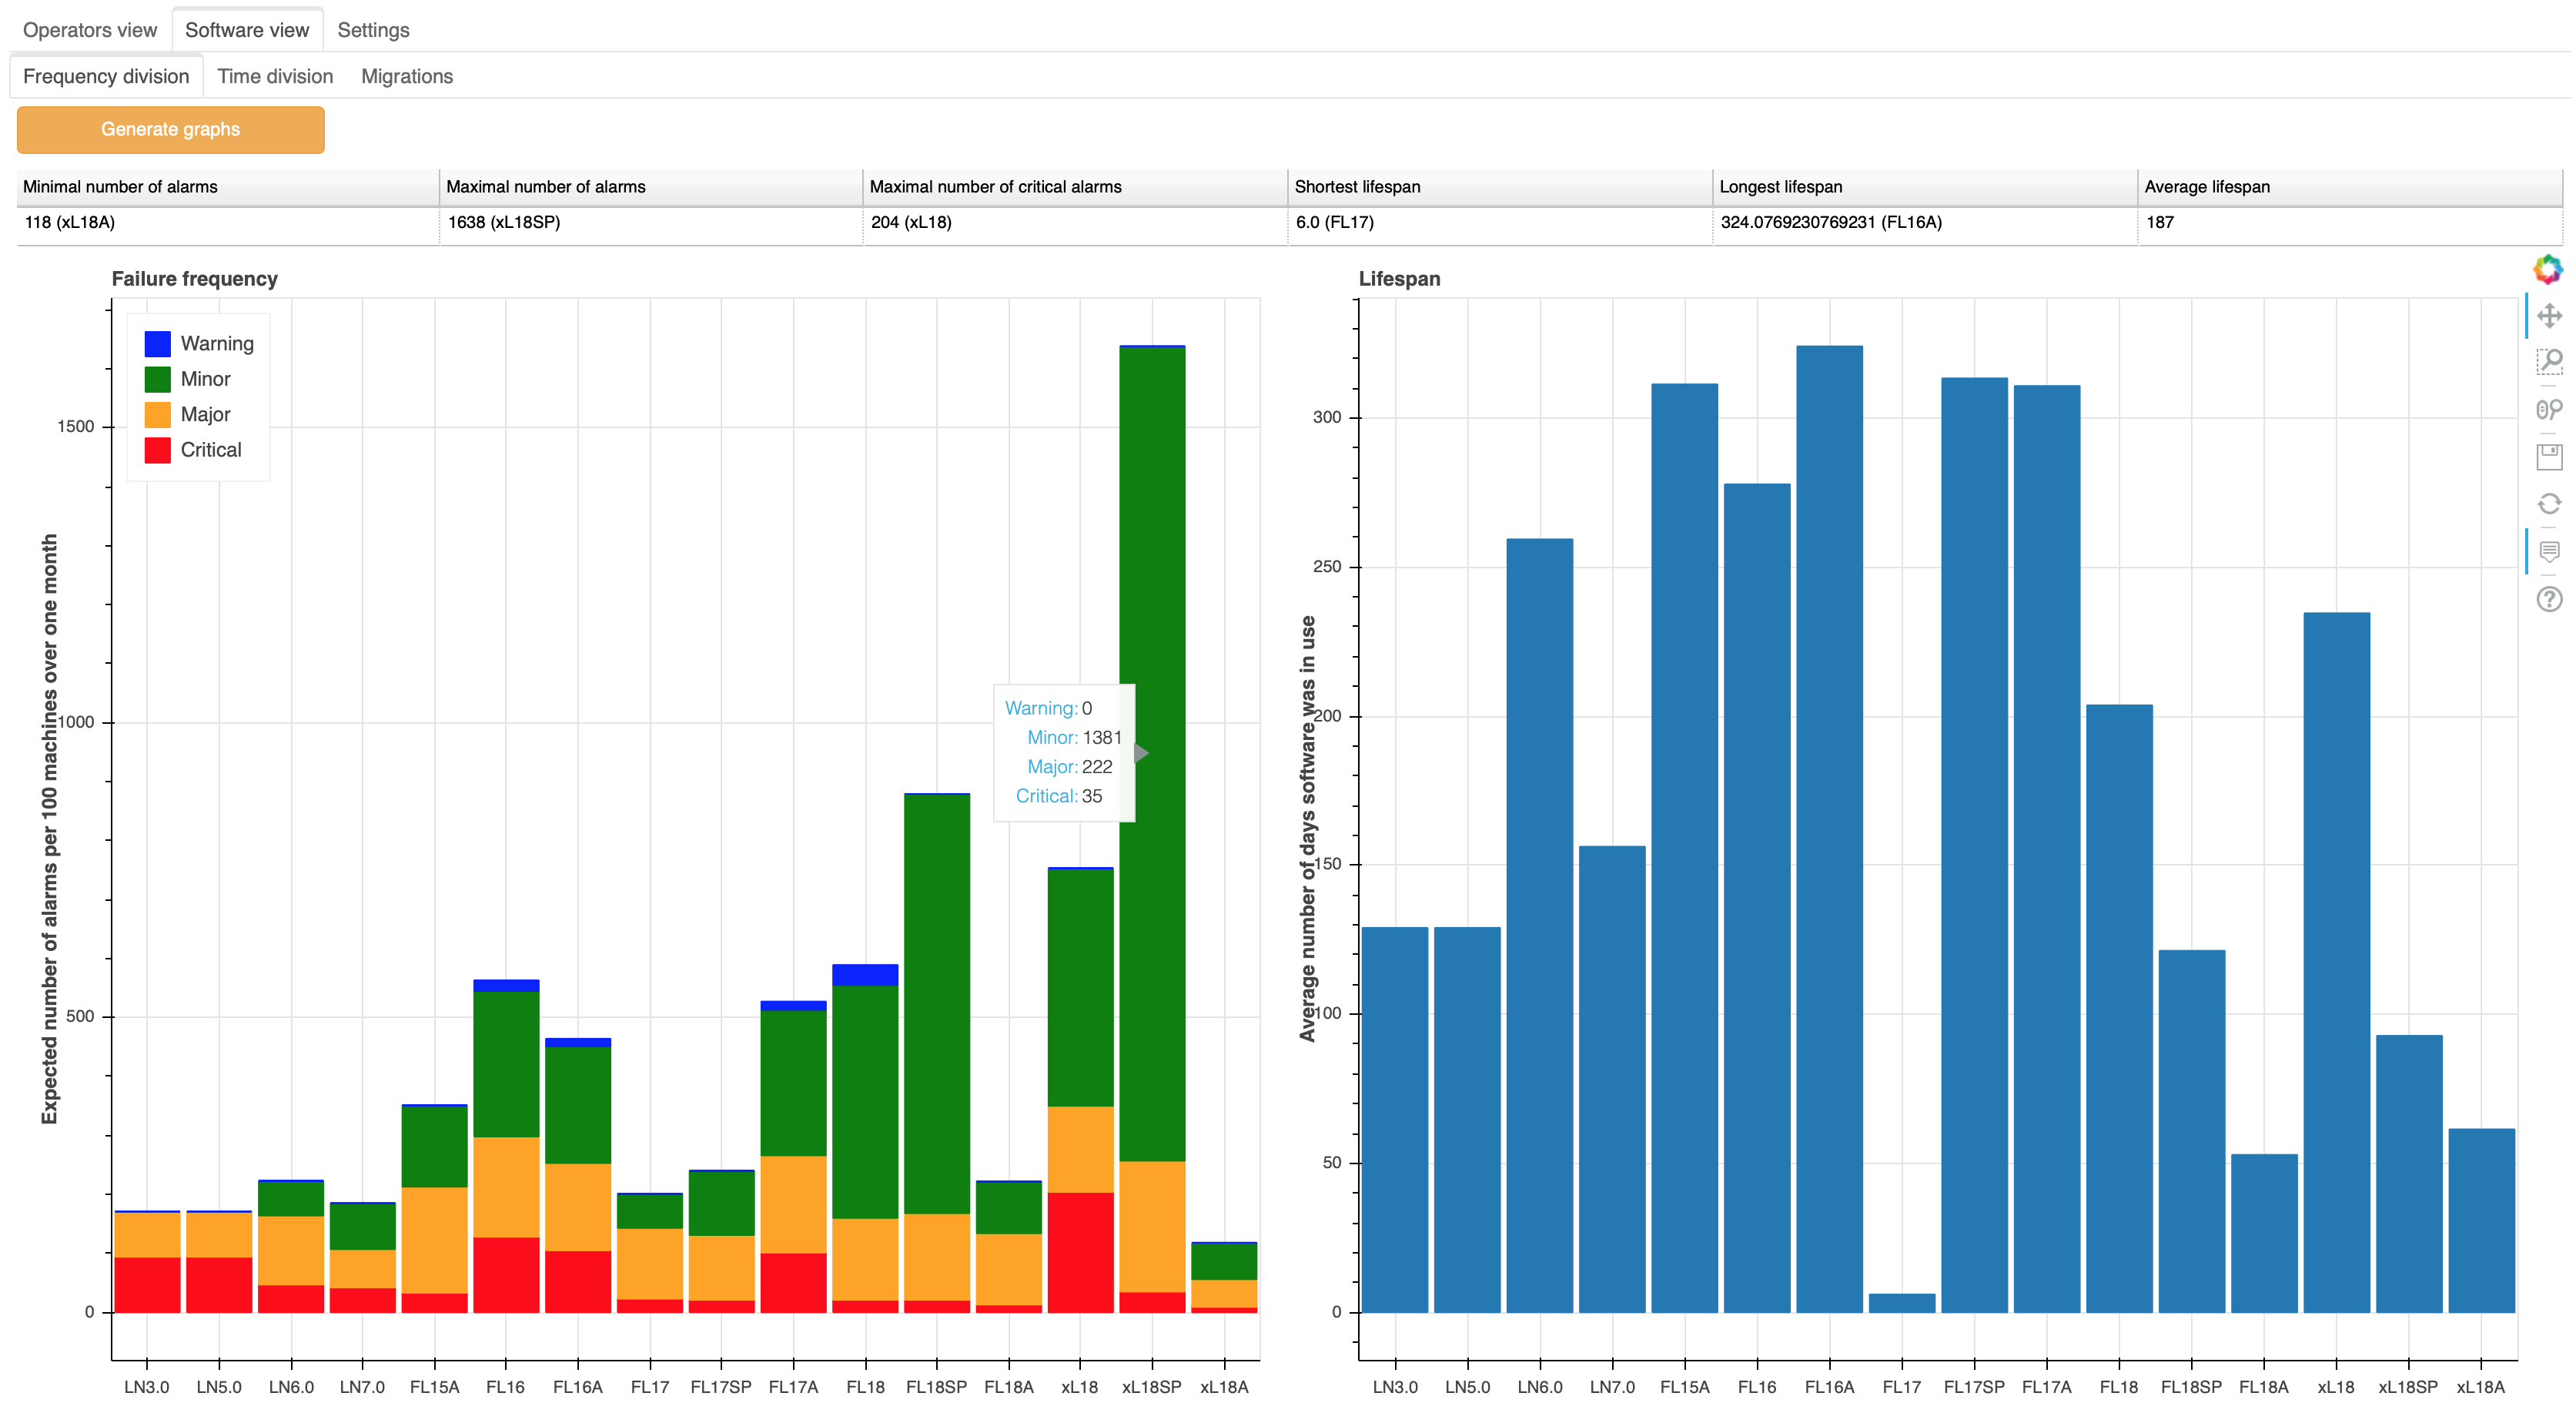 Operators view Software view Settings
Frequency division Time division Migrations
Generate graphs
Minimal number of alarms Maximal number of alarms Maximal number of critical alarms Shortest lifespan Longest lifespan Average lifespan
118 (xL18A) 1638 (xL18SP) 204 (xL18) 6.0 (FL17) 324.0769230769231 (FL16A) 187
Failure frequency
Warning
Minor
Major
Critical
Expected number of alarms per 100 machines over one month
1500
1000
500
0
Warning: 0
Minor: 1381
Major: 222
Critical: 35
LN3.0 LN5.0 LN6.0 LN7.0 FL15A FL16 FL16A FL17 FL17SP FL17A FL18 FL18SP FL18A xL18 xL18SP xL18A
Lifespan
Average number of days software was in use
300
250
200
150
100
50
0
LN3.0 LN5.0 LN6.0 LN7.0 FL15A FL16 FL16A FL17 FL17SP FL17A FL18 FL18SP FL18A xL18 xL18SP xL18A